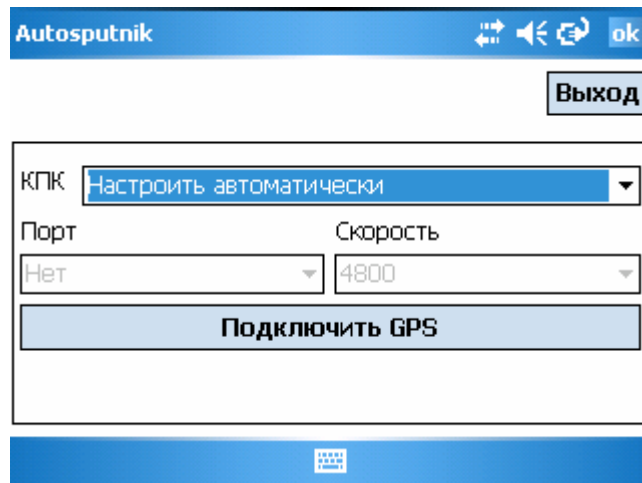 Autosputnik ok
Выход
КПК Настроить автоматически
Порт Скорость
Нет 4800
Подключить GPS